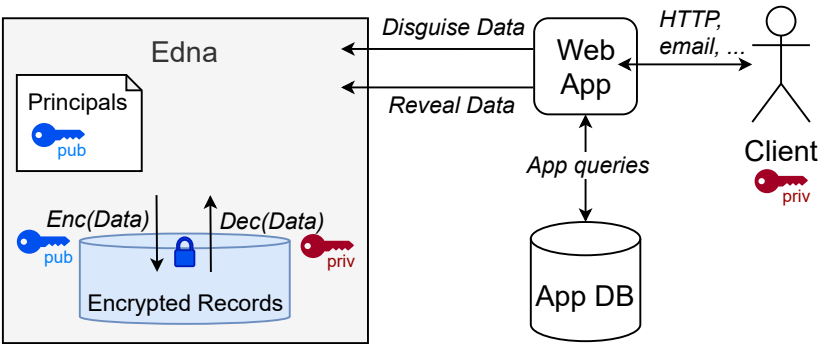 Edna
Disguise Data
Web
App
HTTP,
email, ...
Reveal Data
Principals
pub
Client
priv
App queries
Enc(Data)
Dec(Data)
pub
priv
Encrypted Records
App DB